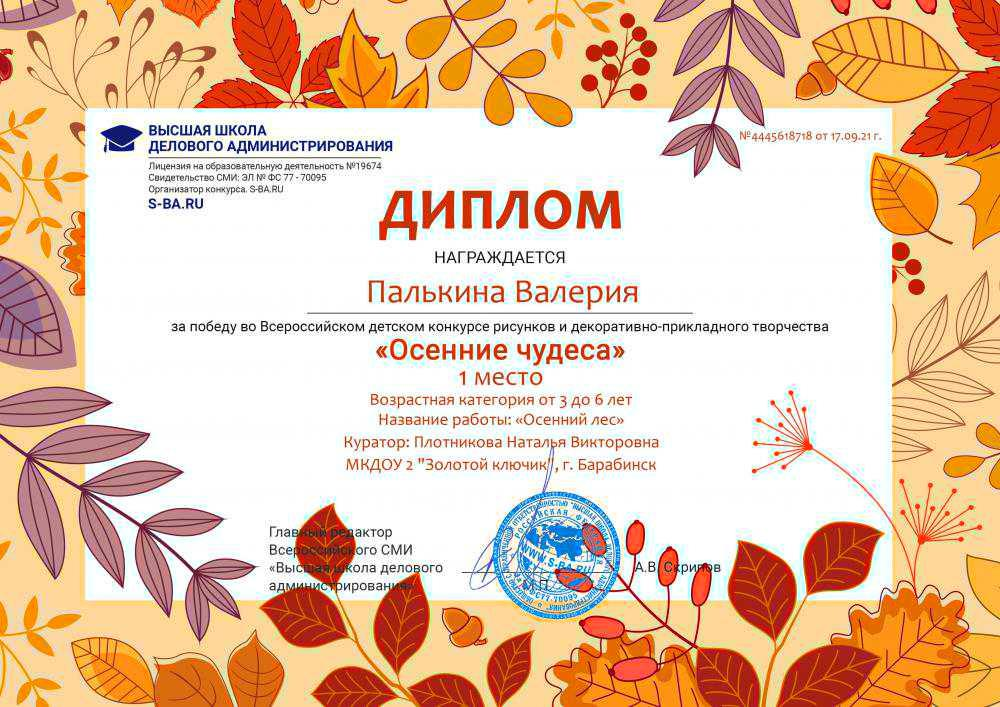 ВЫСШАЯ ШКОЛА
ДЕЛОВОГО АДМИНИСТРИРОВАНИЯ
Лицензия на образовательную деятельность №19674
Свидетельство СМИ: ЭЛ № ФС 77 - 70095
Организатор конкурса. S-BA.RU
S-BA.RU
№4445618718 от 17.09.21 г.
ДИПЛОМ
НАГРАЖДАЕТСЯ
Палькина Валерия
за победу во Всероссийском детском конкурсе рисунков и декоративно-прикладного творчества
«Осенние чудеса»
1 место
Возрастная категория от 3 до 6 лет
Название работы: «Осенний лес»
Куратор: Плотникова Наталья Викторовна
МКДОУ 2 "Золотой ключик", г. Барабинск
Главный редактор
Всероссийского СМИ
«Высшая школа делового
администрирования»
WWW.S-BA.RU
М.П.
А.В. Скрипов